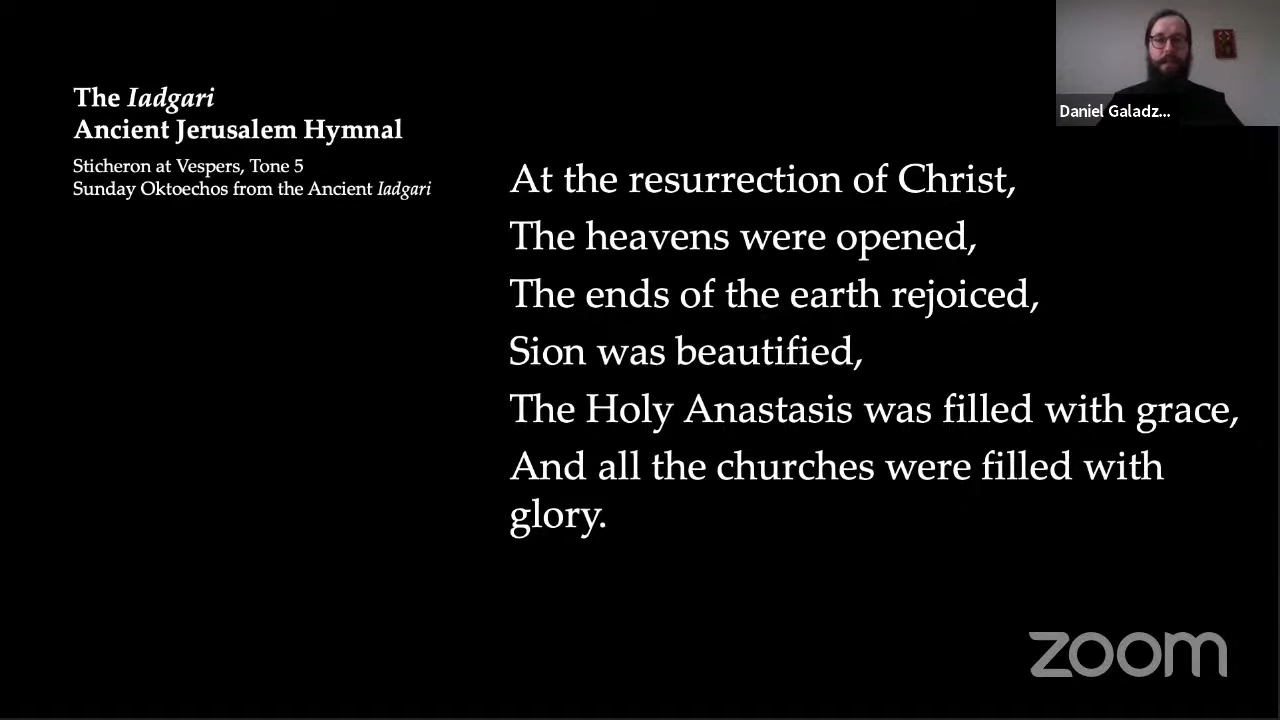 The Iadgari
Ancient Jerusalem Hymnal
Sticheron at Vespers, Tone 5
Sunday Oktoechos from the Ancient Iadgari
At the resurrection of Christ,
The heavens were opened,
The ends of the earth rejoiced,
Sion was beautified,
The Holy Anastasis was filled with grace,
And all the churches were filled with
glory.
Daniel Galadz...
zoom